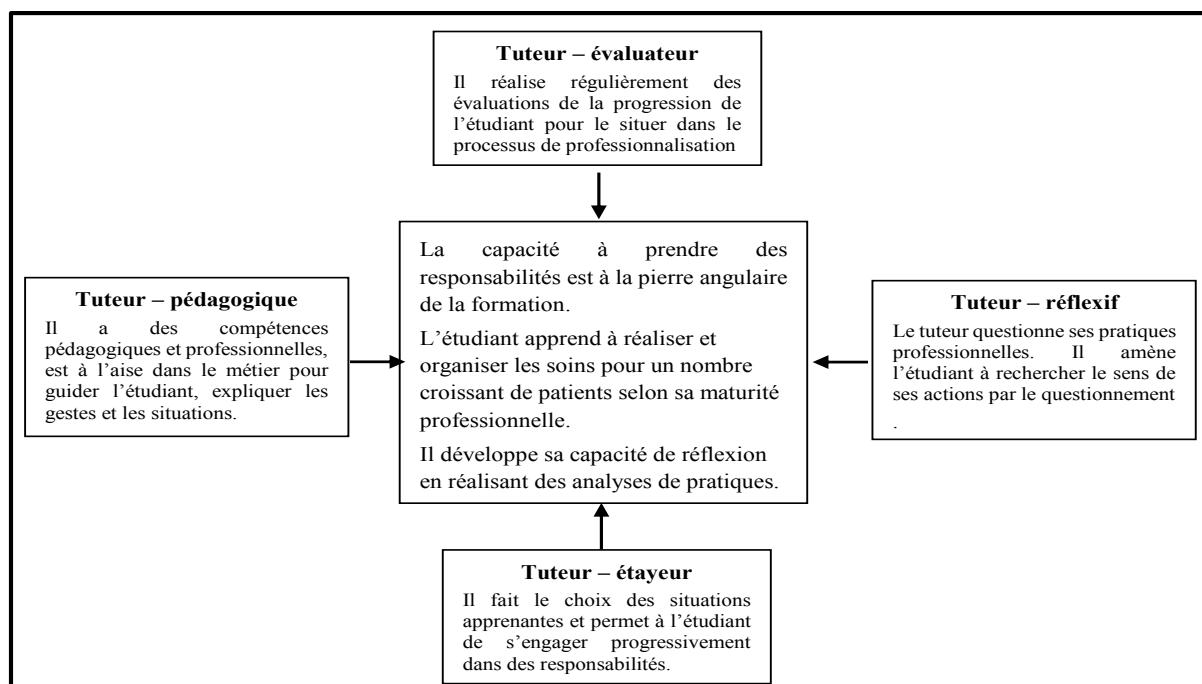 Tuteur – évaluateur
Il réalise régulièrement des
évaluations de la progression de
l’étudiant pour le situer dans le
processus de professionnalisation
Tuteur – pédagogique
Il a des compétences
pédagogiques et professionnelles,
est à l’aise dans le métier pour
guider l’étudiant, expliquer les
gestes et les situations.
La capacité à prendre des
responsabilités est à la pierre angulaire
de la formation.
L’étudiant apprend à réaliser et
organiser les soins pour un nombre
croissant de patients selon sa maturité
professionnelle.
Il développe sa capacité de réflexion
en réalisant des analyses de pratiques.
Tuteur – réflexif
Le tuteur questionne ses pratiques
professionnelles. Il amène
l’étudiant à rechercher le sens de
ses actions par le questionnement
.
Tuteur – étayeur
Il fait le choix des situations
apprenantes et permet à l’étudiant
de s’engager progressivement
dans des responsabilités.